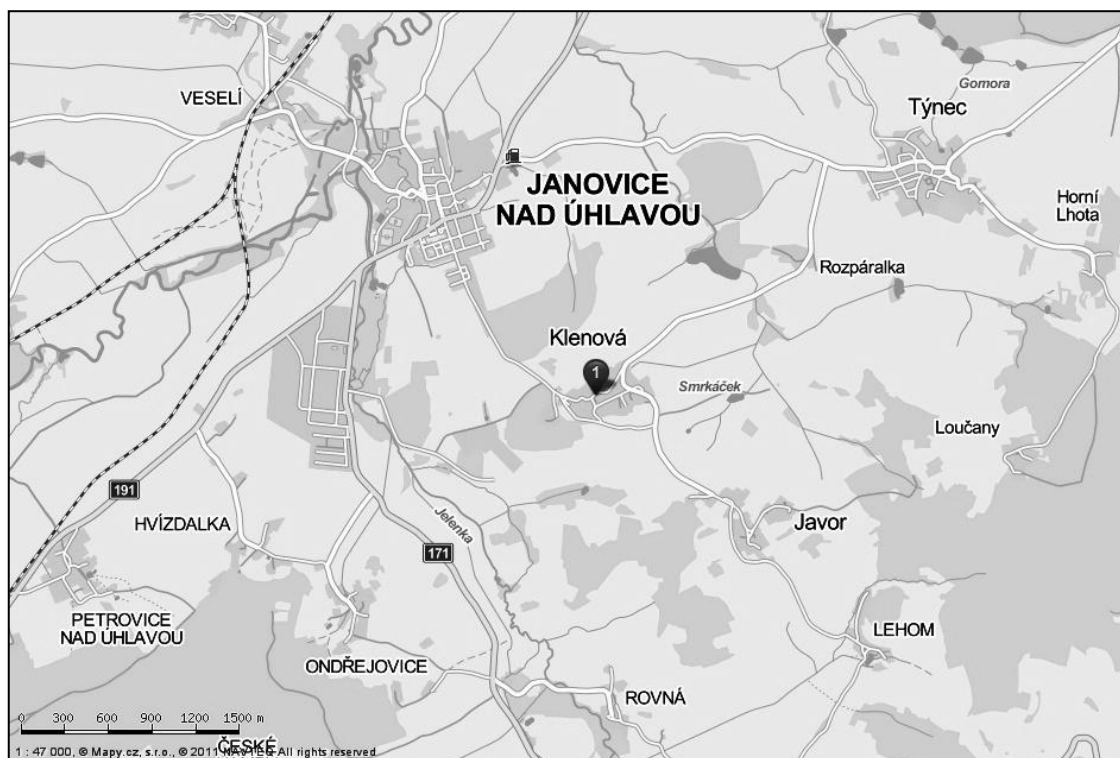 Gomora
VESELÍ
Týnec
JANOVICE
NAD ÚHLAVOU
Horní
Lhota
Rozpáralka
Klenová
1
Smrkáček
Loučany
191
HVÍZDALKA
Jelenka
Javor
171
PETROVICE
NAD ÚHLAVOU
LEHOM
ONDŘEJOVICE
ROVNÁ
0 300 600 900 1200 1500 m
ČESKÉ
1 : 47 000, © Mapy.cz, s.r.o., © 2011 NAVTEQ All rights reserved